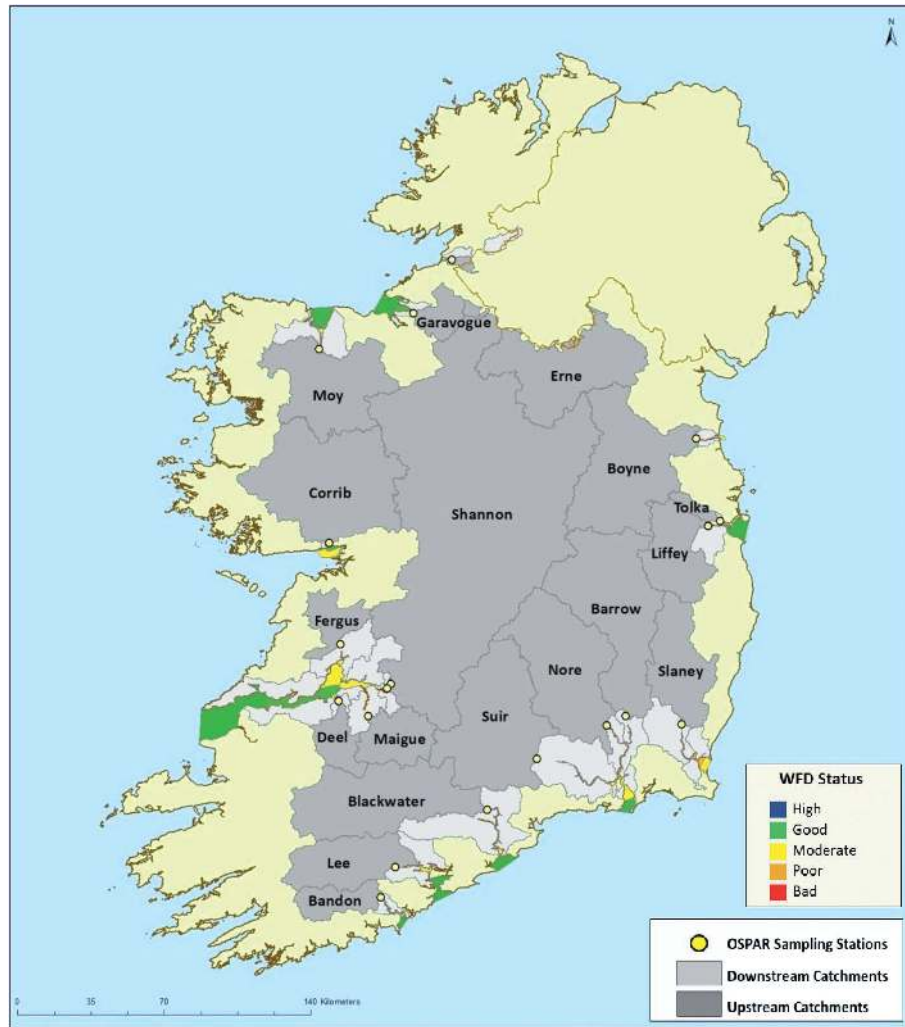 N
Garavogue
Erne
Moy
Boyne
Corrib
Shannon
Tolka
Liffey
Barrow
Fergus
Nore
Slaney
Suir
Deel
Maigue
Blackwater
Lee
Bandon
WFD Status
High
Good
Moderate
Poor
Bad
OSPAR Sampling Stations
Downstream Catchments
Upstream Catchments
0 35 70 140 Kilometers